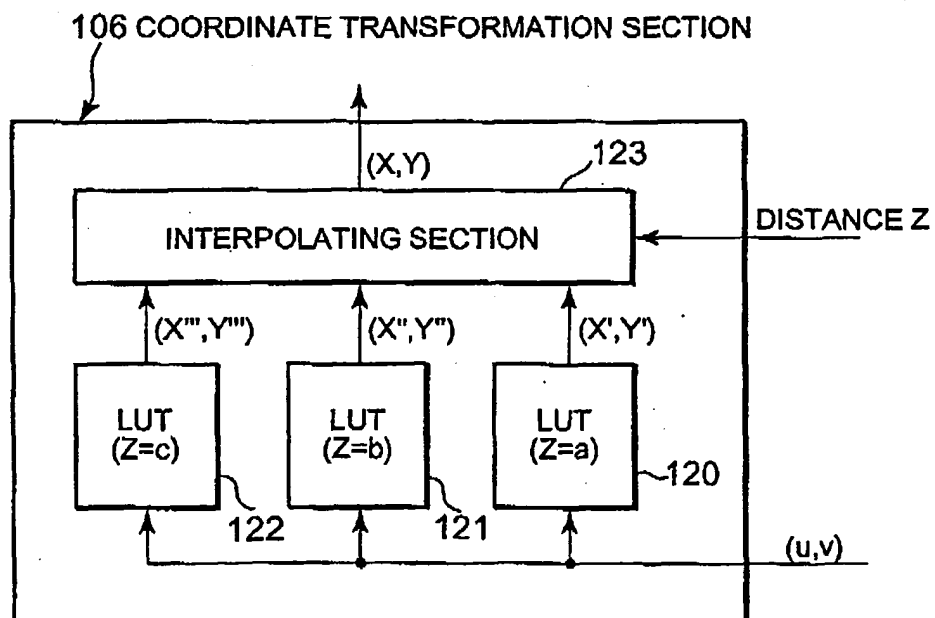 106 COORDINATE TRANSFORMATION SECTION
(X,Y)
123
INTERPOLATING SECTION
DISTANCE Z
(X''',Y''')
(X'',Y'')
(X',Y')
LUT
(Z=c)
LUT
(Z=b)
LUT
(Z=a)
122
121
120
(u,v)